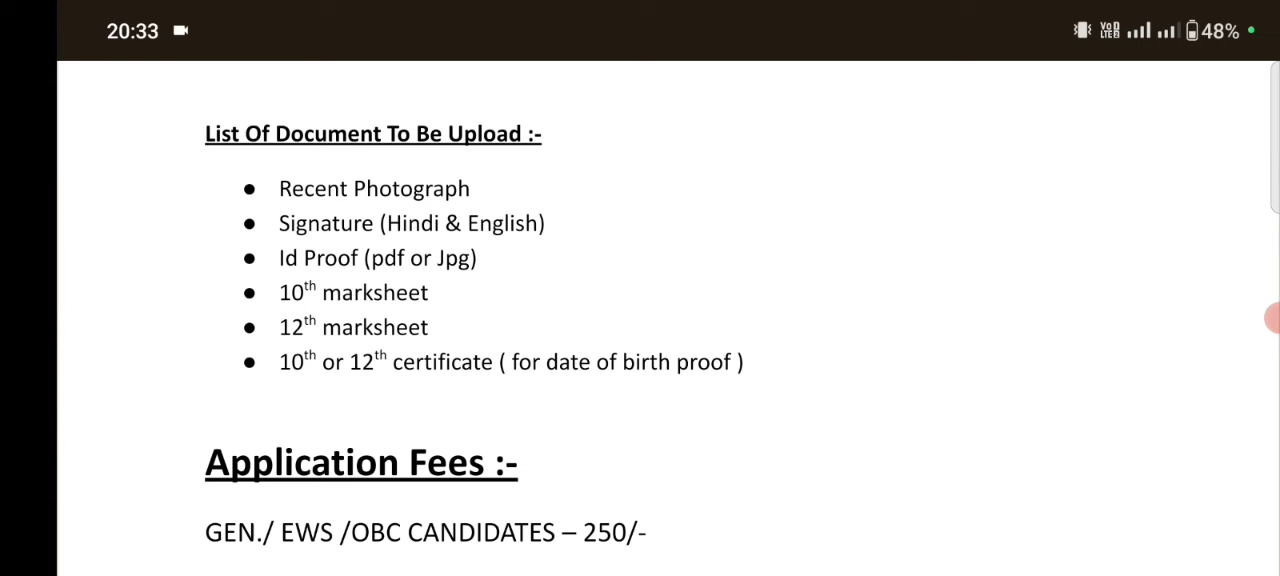 20:33 VoD LTE2 48%
List Of Document To Be Upload :-
● Recent Photograph
● Signature (Hindi & English)
● Id Proof (pdf or Jpg)
● 10th marksheet
● 12th marksheet
● 10th or 12th certificate ( for date of birth proof )
Application Fees :-
GEN./ EWS /OBC CANDIDATES – 250/-